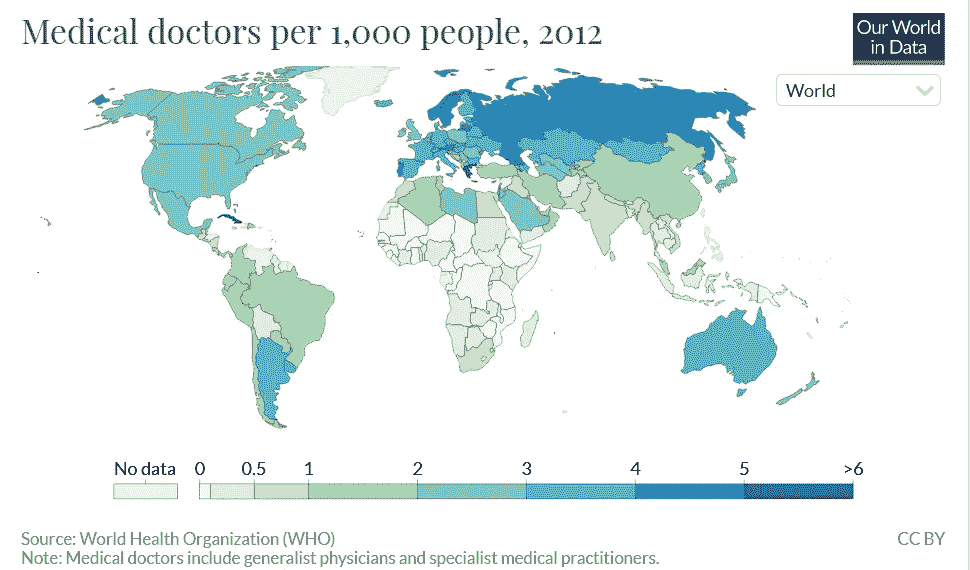 Medical doctors per 1,000 people, 2012
Our World
in Data
World
No data 0 0.5 1 2 3 4 5 >6
Source: World Health Organization (WHO)
CC BY
Note: Medical doctors include generalist physicians and specialist medical practitioners.